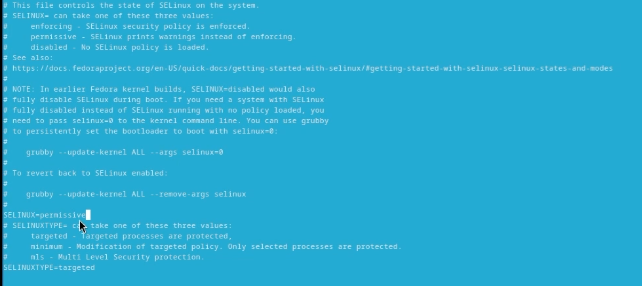 # This file controls the state of SELinux on the system.
# SELINUX= can take one of these three values:
#     enforcing - SELinux security policy is enforced.
#     permissive - SELinux prints warnings instead of enforcing.
#     disabled - No SELinux policy is loaded.
# See also:
# https://docs.fedoraproject.org/en-US/quick-docs/getting-started-with-selinux/#getting-started-with-selinux-selinux-states-and-modes
#
# NOTE: In earlier Fedora kernel builds, SELINUX=disabled would also
# fully disable SELinux during boot. If you need a system with SELinux
# fully disabled instead of SELinux running with no policy loaded, you
# need to pass selinux=0 to the kernel command line. You can use grubby
# to persistently set the bootloader to boot with selinux=0:
#
#    grubby --update-kernel ALL --args selinux=0
#
# To revert back to SELinux enabled:
#
#    grubby --update-kernel ALL --remove-args selinux
#
SELINUX=permissive
# SELINUXTYPE= can take one of these three values:
#     targeted - Targeted processes are protected,
#     minimum - Modification of targeted policy. Only selected processes are protected.
#     mls - Multi Level Security protection.
SELINUXTYPE=targeted